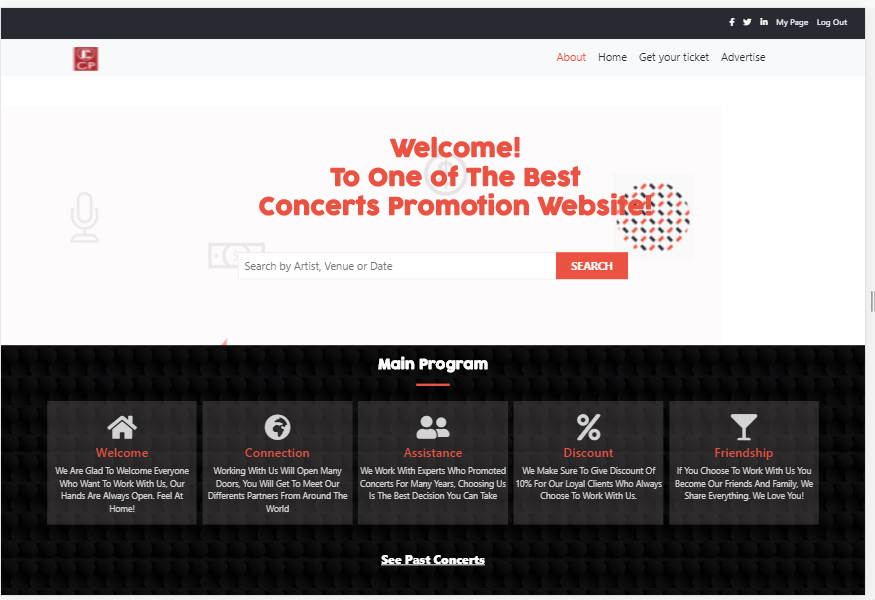 My Page Log Out
CP
About Home Get your ticket Advertise
Welcome!
To One of The Best
Concerts Promotion Website!
Search by Artist, Venue or Date SEARCH
Main Program
Welcome
We Are Glad To Welcome Everyone
Who Want To Work With Us, Our
Hands Are Always Open. Feel At
Home!
Connection
Working With Us Will Open Many
Doors, You Will Get To Meet Our
Differents Partners From Around The
World
Assistance
We Work With Experts Who Promoted
Concerts For Many Years, Choosing Us
Is The Best Decision You Can Take
Discount
We Make Sure To Give Discount Of
10% For Our Loyal Clients Who Always
Choose To Work With Us.
Friendship
If You Choose To Work With Us You
Become Our Friends And Family, We
Share Everything. We Love You!
See Past Concerts